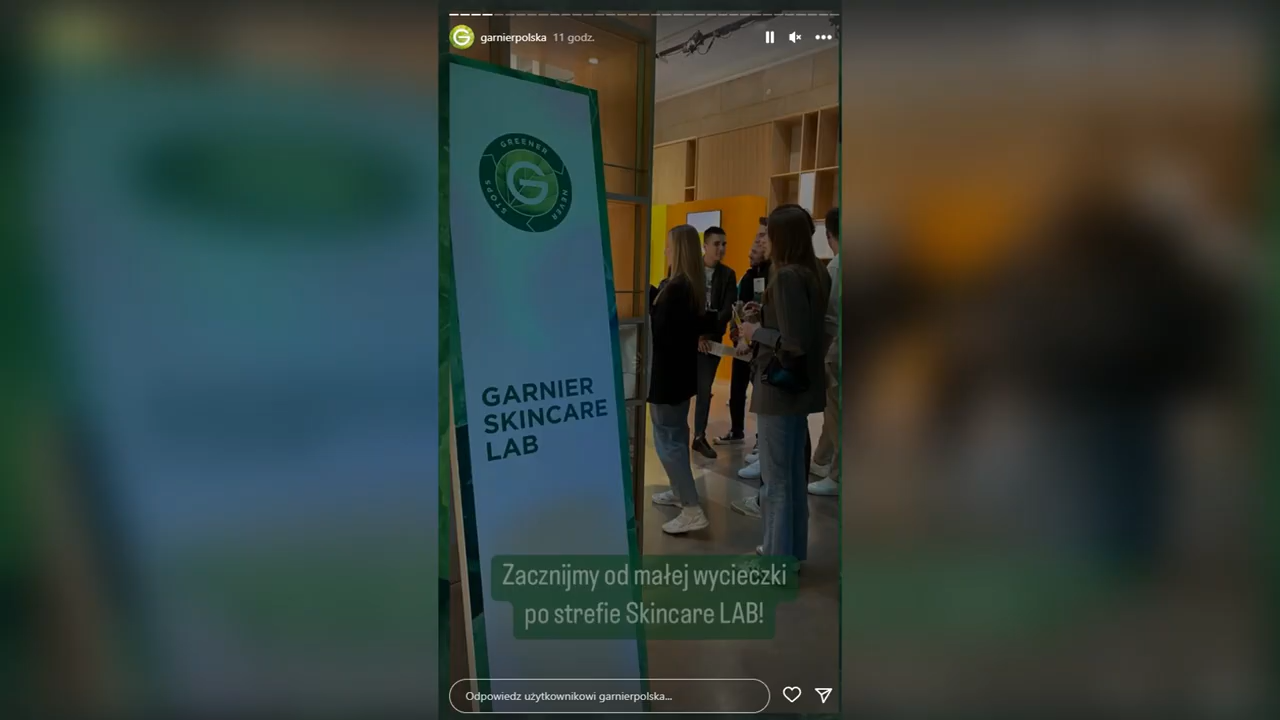 garnierpolska 11 godz.
GREENER
NEVER
STOPS
G
GARNIER
SKINCARE
LAB
Zacznijmy od małej wycieczki
po strefie Skincare LAB!
Odpowiedz użytkownikowi garnierpolska...